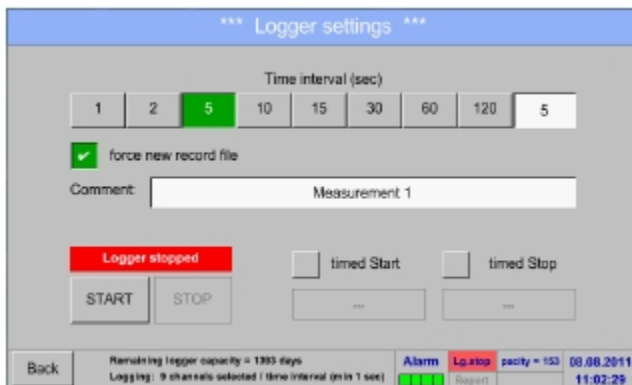 *** Logger settings ***
Time interval (sec)
1 2 5 10 15 30 60 120 5
force new record file
Comment: Measurement 1
Logger stopped
timed Start timed Stop
START STOP
--- ---
Back
Remaining logger capacity = 1393 days
Logging: 9 channels selected / time interval (min 1 sec)
Alarm Lg.stop pacity = 153 08.08.2011
Report 11:02:29